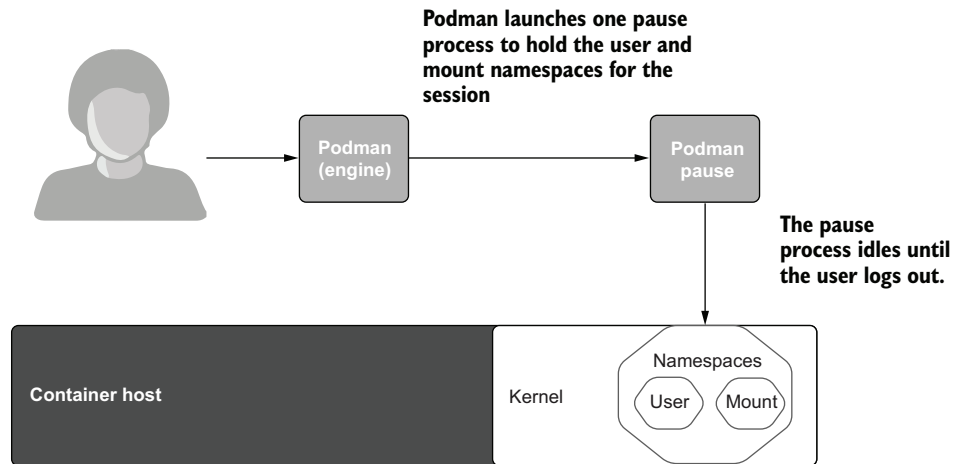 Podman launches one pause
process to hold the user and
mount namespaces for the
session
Podman
(engine)
Podman
pause
The pause
process idles until
the user logs out.
Container host
Kernel
Namespaces
User
Mount